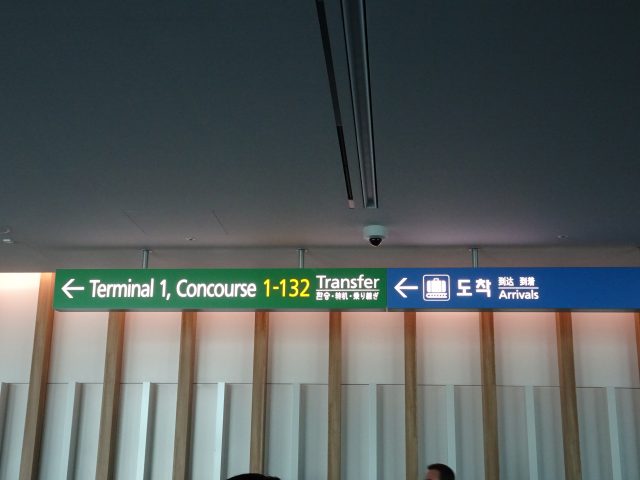 ← Terminal 1, Concourse 1-132 Transfer
환승・转机・乗り継ぎ
← 도착 到达 到着
Arrivals